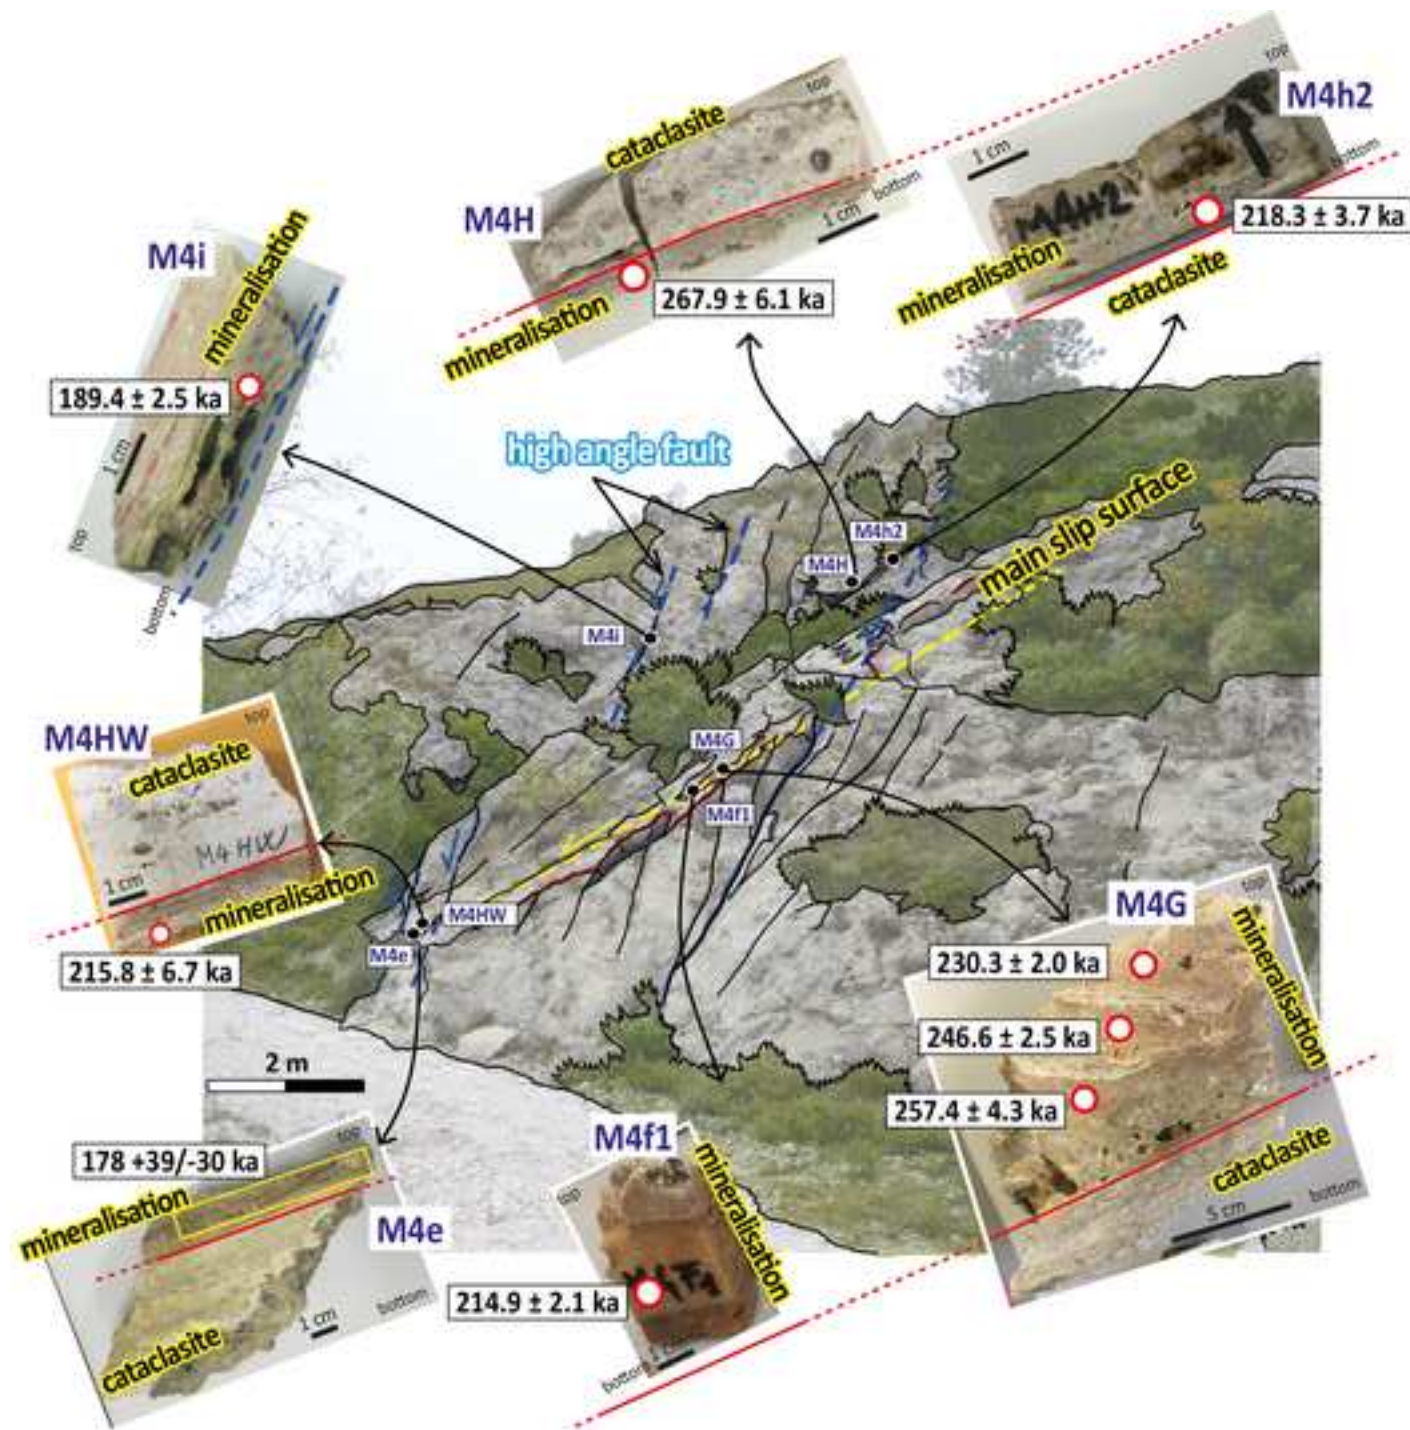 top
cataclasite
M4H
bottom
1 cm
mineralisation
267.9 ± 6.1 ka
top
M4h2
1 cm
bottom
M4H2
218.3 ± 3.7 ka
mineralisation
cataclasite
M4i
mineralisation
189.4 ± 2.5 ka
1 cm
Top
bottom
high angle fault
main slip surface
M4h2
M4H
M4i
M4G
M4f1
M4HW
M4e
2 m
M4HW
top
cataclasite
M4 HW
1 cm
mineralisation
215.8 ± 6.7 ka
M4G
top
mineralisation
230.3 ± 2.0 ka
246.6 ± 2.5 ka
257.4 ± 4.3 ka
cataclasite
5 cm
bottom
178 +39/-30 ka
top
mineralisation
M4e
bottom
1 cm
cataclasite
M4f1
top
mineralisation
214.9 ± 2.1 ka
bottom